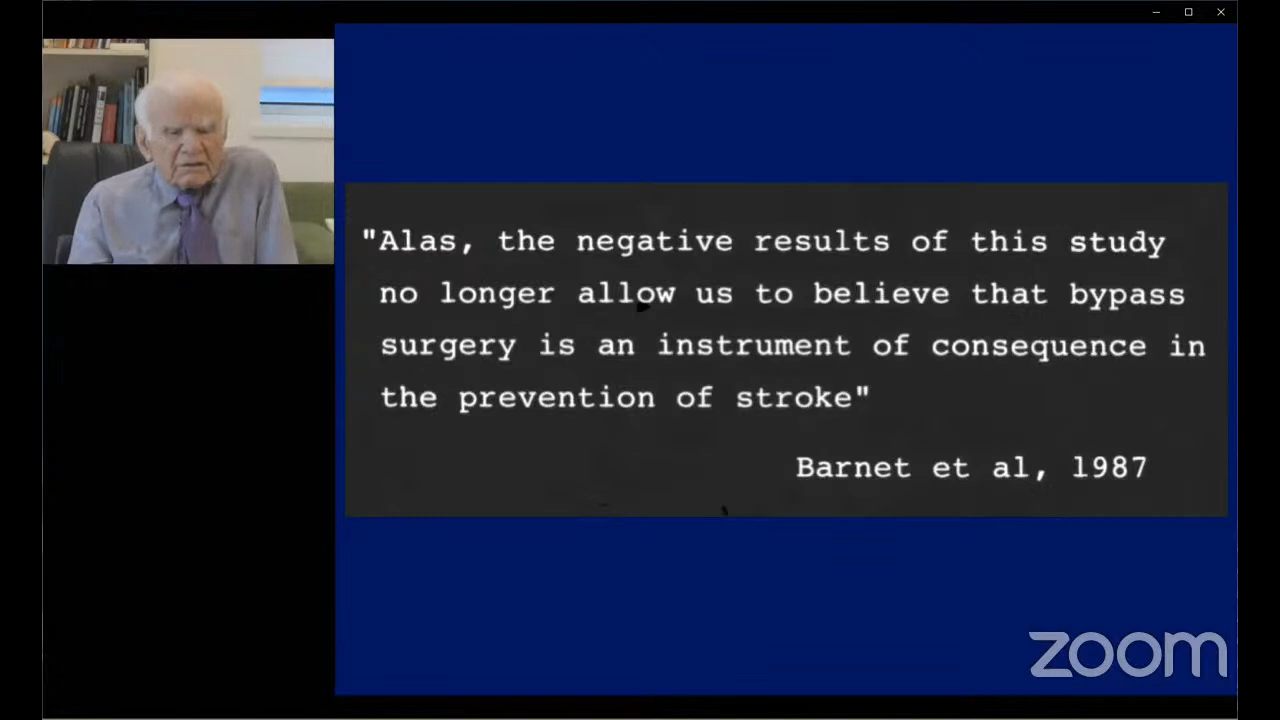 "Alas, the negative results of this study
no longer allow us to believe that bypass
surgery is an instrument of consequence in
the prevention of stroke"
Barnet et al, 1987
zoom